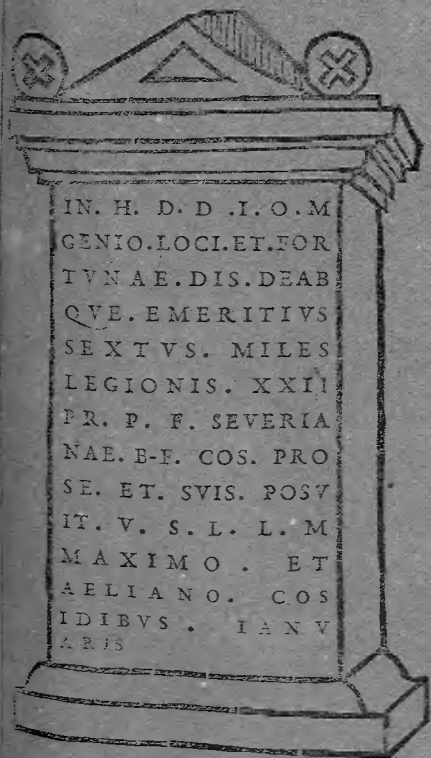 IN. H. D. D .I. O. M
GENIO.LOCI.ET.FOR
TVNAE.DIS.DEAB
QVE. EMERITIVS
SEXTVS. MILES
LEGIONIS. XXII
PR. P. F. SEVERIA
NAE. B-F. COS. PRO
SE. ET. SVIS. POSV
IT. V. S. L. L. M
MAXIMO . ET
AELIANO. COS
IDIBVS . IANV
ARIS